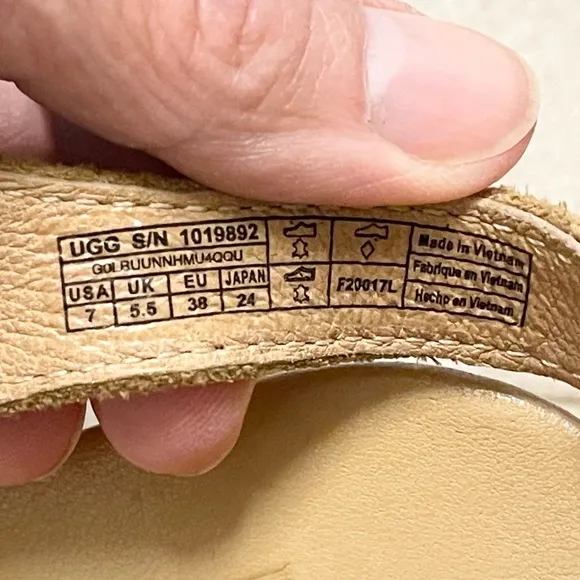 UGG S/N 1019892
G0LBUUNNHMU4QQU
USA UK EU JAPAN
7 5.5 38 24
F20017L
Made in Vietnam
Fabriqué en Vietnam
Hecho en Vietnam